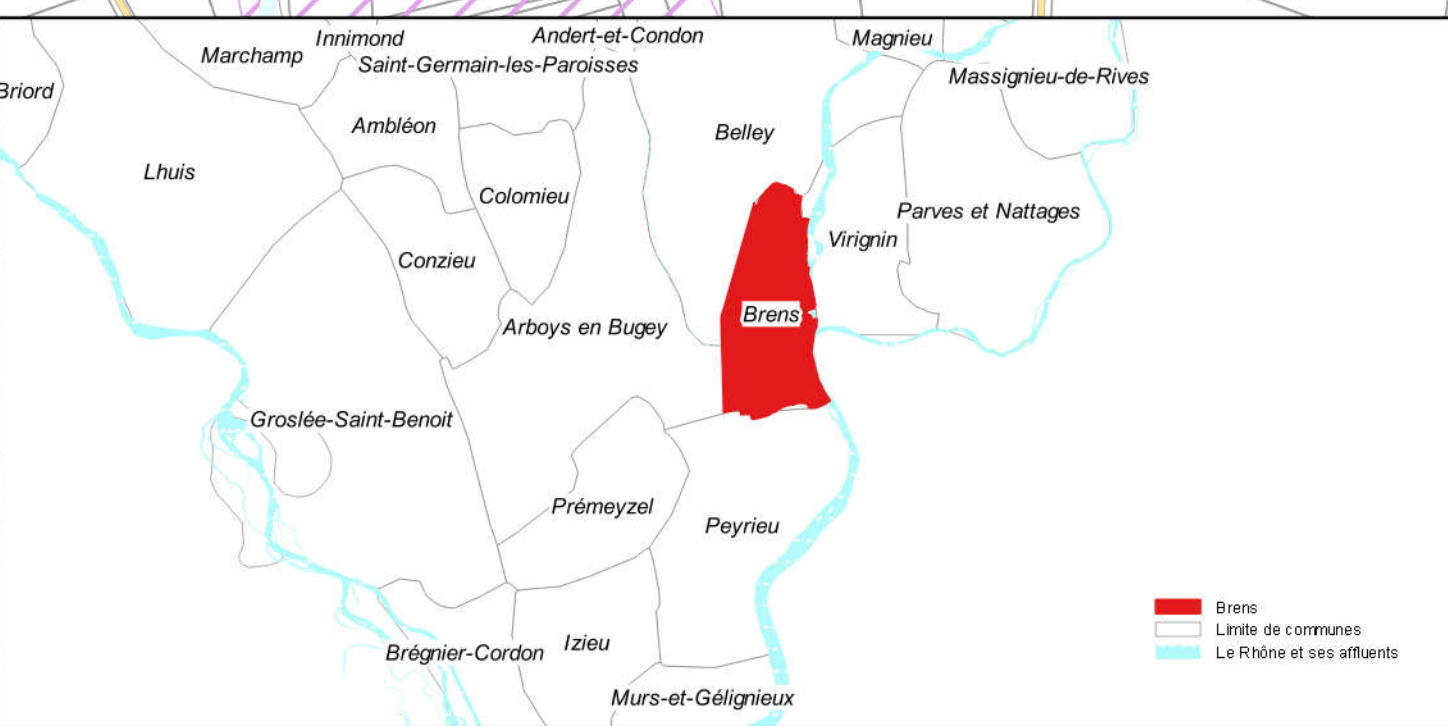 Innimond
Andert-et-Condon
Magnieu
Marchamp
Saint-Germain-les-Paroisses
Massignieu-de-Rives
Briord
Ambléon
Belley
Lhuis
Colomieu
Parves et Nattages
Virignin
Conzieu
Brens
Arboys en Bugey
Groslée-Saint-Benoit
Prémeyzel
Peyrieu
Izieu
Brégnier-Cordon
Murs-et-Gélignieux
Brens
Limite de communes
Le Rhône et ses affluents